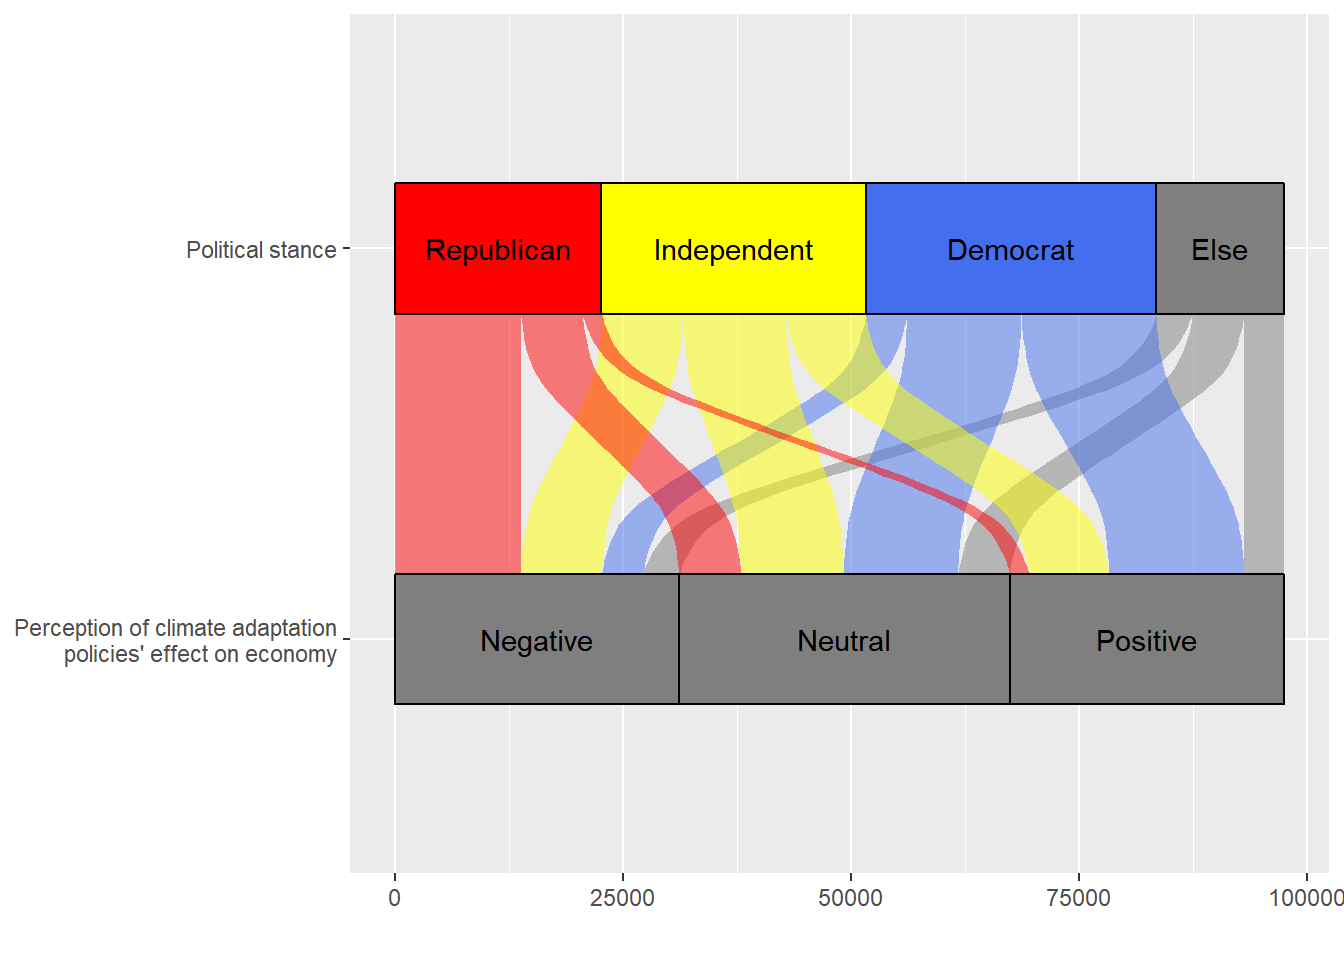 Republican
Independent
Democrat
Else
Political stance
Perception of climate adaptation
policies' effect on economy
Negative
Neutral
Positive
0
25000
50000
75000
100000